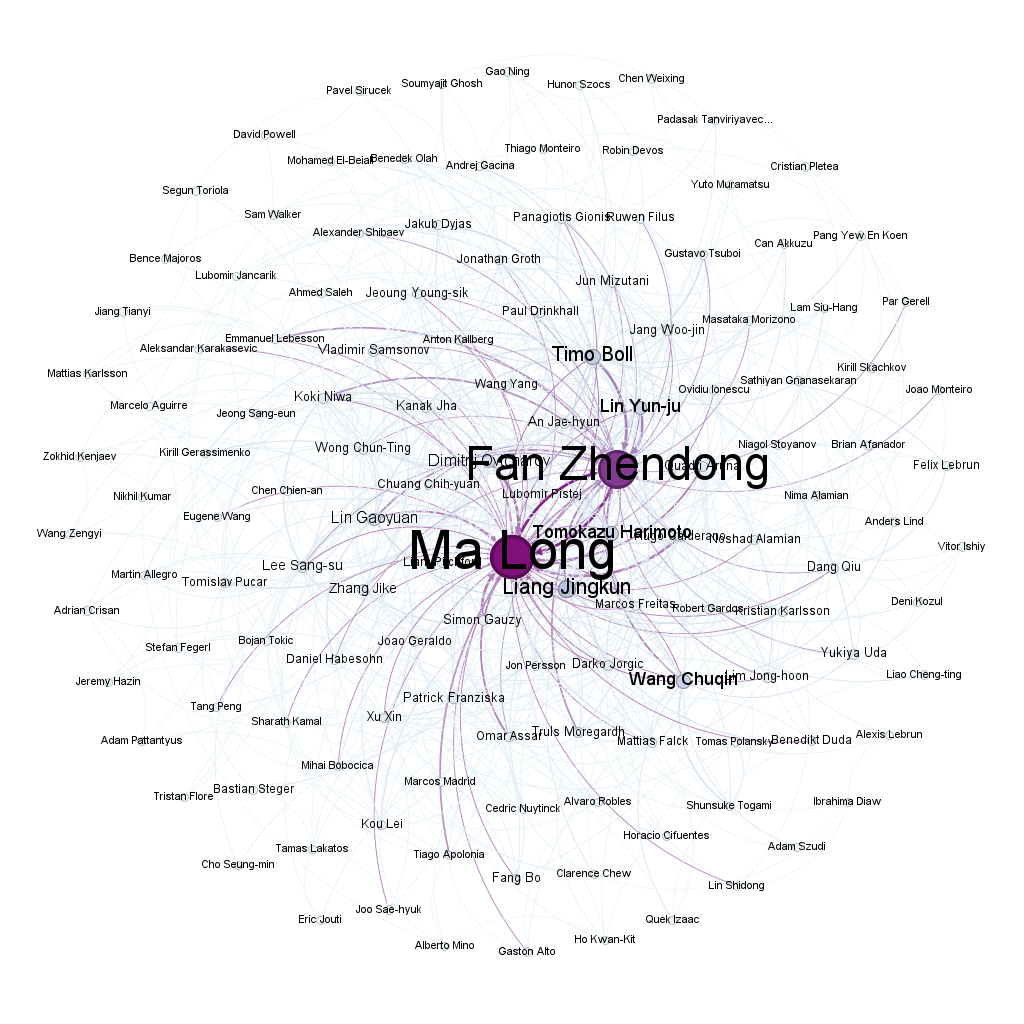 Gao Ning
Pavel Sirucek
Soumyajit Ghosh
Hunor Szocs
Chen Weixing
Padasak Tanviriyavec...
David Powell
Mohamed El-Beiali
Benedek Olah
Andrej Gacina
Thiago Monteiro
Robin Devos
Cristian Pletea
Segun Toriola
Yuto Muramatsu
Sam Walker
Alexander Shibaev
Jakub Dyjas
Panagiotis Gionis
Ruwen Filus
Can Akkuzu
Pang Yew En Koen
Bence Majoros
Lubomir Jancarik
Jonathan Groth
Gustavo Tsuboi
Ahmed Saleh
Jeoung Young-sik
Jun Mizutani
Jiang Tianyi
Paul Drinkhall
Lam Siu-Hang
Par Gerell
Emmanuel Lebesson
Anton Kallberg
Jang Woo-jin
Masataka Morizono
Aleksandar Karakasevic
Vladimir Samsonov
Timo Boll
Mattias Karlsson
Wang Yang
Kirill Skachkov
Koki Niwa
Kanak Jha
Ovidiu Ionescu
Sathiyan Gnanasekaran
Joao Monteiro
Marcelo Aguirre
Jeong Sang-eun
Lin Yun-ju
An Jae-hyun
Zokhid Kenjaev
Kirill Gerassimenko
Wong Chun-Ting
Niagol Stoyanov
Brian Afanador
Dimitrij Ovtcharov
Fan Zhendong
Quadri Aruna
Felix Lebrun
Nikhil Kumar
Chen Chien-an
Chuang Chih-yuan
Lubomir Pistej
Nima Alamian
Eugene Wang
Lin Gaoyuan
Anders Lind
Wang Zengyi
Tomokazu Harimoto
Hugo Calderano
Noshad Alamian
Vitor Ishiy
Ma Long
Lee Sang-su
Dang Qiu
Martin Allegro
Tomislav Pucar
Zhang Jike
Liang Jingkun
Adrian Crisan
Simon Gauzy
Marcos Freitas
Robert Gardos
Kristian Karlsson
Deni Kozul
Stefan Fegerl
Bojan Tokic
Joao Geraldo
Daniel Habesohn
Jon Persson
Darko Jorgic
Yukiya Uda
Jeremy Hazin
Wang Chuqin
Lim Jong-hoon
Liao Cheng-ting
Tang Peng
Sharath Kamal
Xu Xin
Patrick Franziska
Adam Pattantyus
Omar Assar
Truls Moregardh
Mattias Falck
Tomas Polansky
Benedikt Duda
Alexis Lebrun
Mihai Bobocica
Tristan Flore
Bastian Steger
Marcos Madrid
Cedric Nuytinck
Alvaro Robles
Shunsuke Togami
Ibrahima Diaw
Kou Lei
Horacio Cifuentes
Cho Seung-min
Tamas Lakatos
Tiago Apolonia
Adam Szudi
Fang Bo
Clarence Chew
Lin Shidong
Eric Jouti
Joo Sae-hyuk
Quek Izaac
Alberto Mino
Gaston Alto
Ho Kwan-Kit